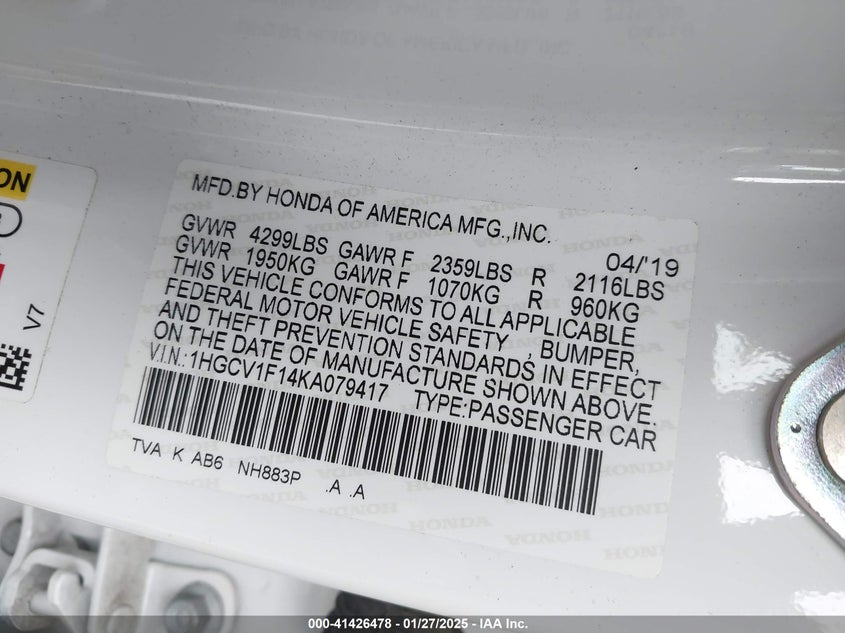 ON
V7
MFD.BY HONDA OF AMERICA MFG.,INC.
04/'19
GVWR 4299LBS GAWR F 2359LBS R 2116LBS
GVWR 1950KG GAWR F 1070KG R 960KG
THIS VEHICLE CONFORMS TO ALL APPLICABLE
FEDERAL MOTOR VEHICLE SAFETY , BUMPER,
AND THEFT PREVENTION STANDARDS IN EFFECT
ON THE DATE OF MANUFACTURE SHOWN ABOVE.
V.I.N.:1HGCV1F14KA079417 TYPE:PASSENGER CAR
TVA K AB6 NH883P .A .A
000-41426478 - 01/27/2025 - IAA Inc.